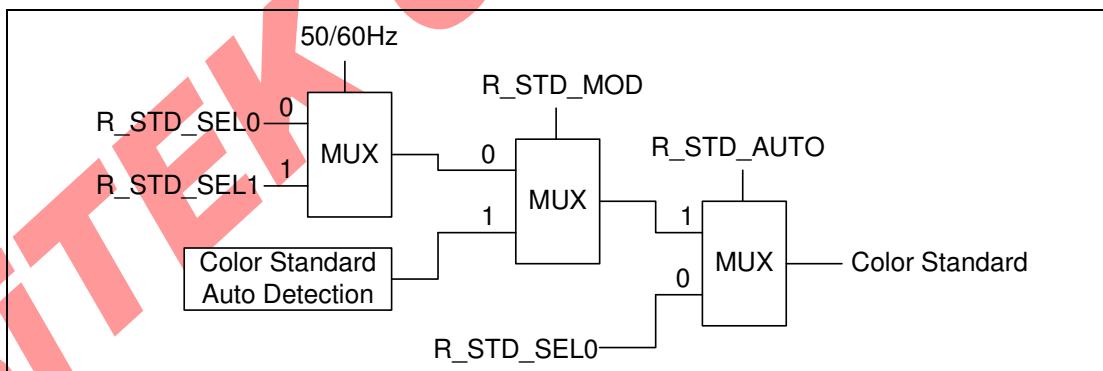 50/60Hz
R_STD_MOD
R_STD_SEL0
0
R_STD_AUTO
MUX
0
R_STD_SEL1
1
MUX
1
1
Color Standard
Auto Detection
MUX
Color Standard
0
R_STD_SEL0